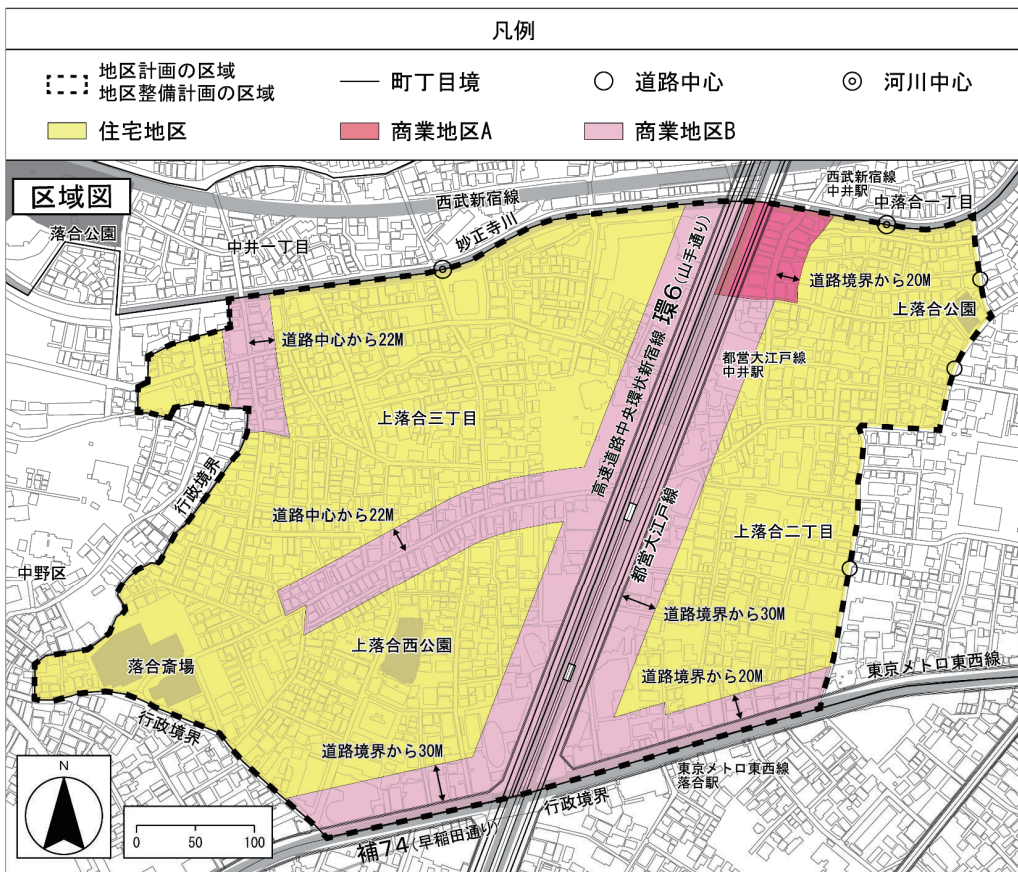 凡例
地区計画の区域
地区整備計画の区域
町丁目境
道路中心
河川中心
住宅地区
商業地区A
商業地区B
区域図
西武新宿線
西武新宿線
中井駅
中落合一丁目
落合公園
中井一丁目
妙正寺川
環6(山手通り)
道路境界から20M
上落合公園
道路中心から22M
都営大江戸線
中井駅
高速道路中央環状新宿線
上落合三丁目
行政境界
道路中心から22M
都営大江戸線
上落合二丁目
中野区
道路境界から30M
上落合西公園
落合斎場
道路境界から20M
東京メトロ東西線
行政境界
道路境界から30M
東京メトロ東西線
落合駅
行政境界
補74(早稲田通り)
N
0 50 100